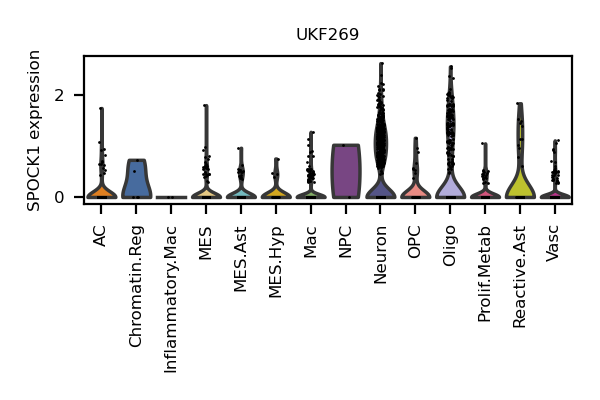 UKF269
SPOCK1 expression
2
0
AC
Chromatin.Reg
Inflammatory.Mac
MES
MES.Ast
MES.Hyp
Mac
NPC
Neuron
OPC
Oligo
Prolif.Metab
Reactive.Ast
Vasc